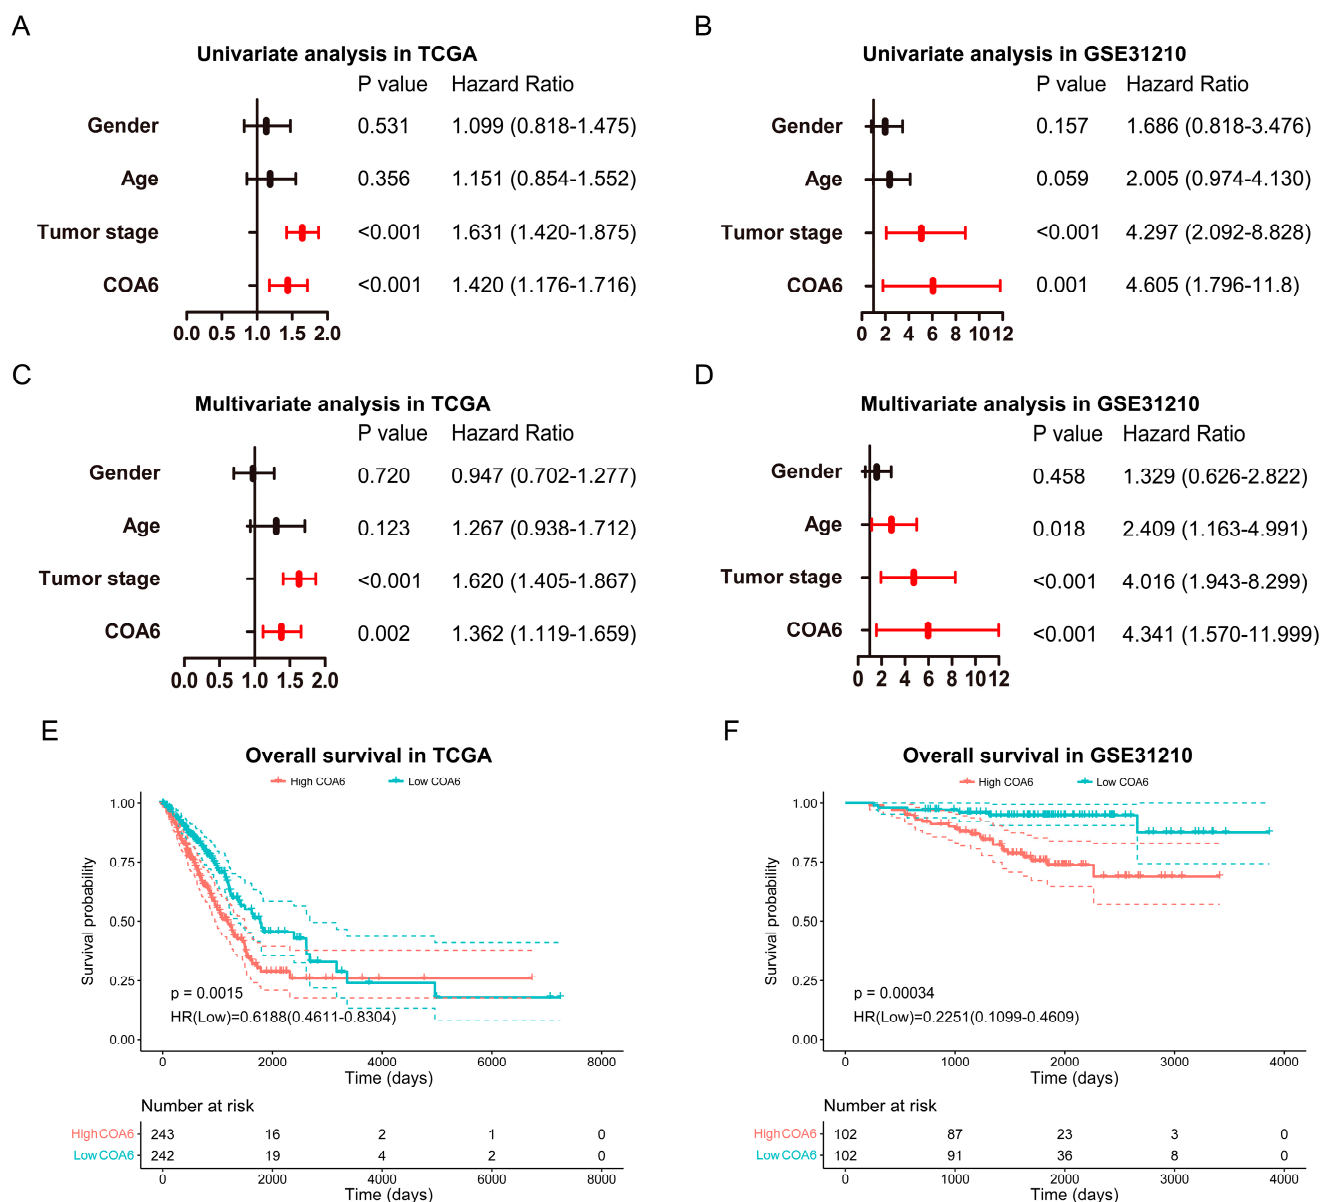 A
Univariate analysis in TCGA
P value Hazard Ratio
Gender 0.531 1.099 (0.818-1.475)
Age 0.356 1.151 (0.854-1.552)
Tumor stage <0.001 1.631 (1.420-1.875)
COA6 <0.001 1.420 (1.176-1.716)
0.0 0.5 1.0 1.5 2.0
B
Univariate analysis in GSE31210
P value Hazard Ratio
Gender 0.157 1.686 (0.818-3.476)
Age 0.059 2.005 (0.974-4.130)
Tumor stage <0.001 4.297 (2.092-8.828)
COA6 0.001 4.605 (1.796-11.8)
0 2 4 6 8 10 12
C
Multivariate analysis in TCGA
P value Hazard Ratio
Gender 0.720 0.947 (0.702-1.277)
Age 0.123 1.267 (0.938-1.712)
Tumor stage <0.001 1.620 (1.405-1.867)
COA6 0.002 1.362 (1.119-1.659)
0.0 0.5 1.0 1.5 2.0
D
Multivariate analysis in GSE31210
P value Hazard Ratio
Gender 0.458 1.329 (0.626-2.822)
Age 0.018 2.409 (1.163-4.991)
Tumor stage <0.001 4.016 (1.943-8.299)
COA6 <0.001 4.341 (1.570-11.999)
0 2 4 6 8 10 12
E
Overall survival in TCGA
High COA6 Low COA6
Survival probability
1.00
0.75
0.50
0.25
0.00
p = 0.0015
HR(Low)=0.6188(0.4611-0.8304)
0 2000 4000 6000 8000
Time (days)
Number at risk
High COA6 243 16 2 1 0
Low COA6 242 19 4 2 0
0 2000 4000 6000 8000
Time (days)
F
Overall survival in GSE31210
High COA6 Low COA6
Survival probability
1.00
0.75
0.50
0.25
0.00
p = 0.00034
HR(Low)=0.2251(0.1099-0.4609)
0 1000 2000 3000 4000
Time (days)
Number at risk
High COA6 102 87 23 3 0
Low COA6 102 91 36 8 0
0 1000 2000 3000 4000
Time (days)